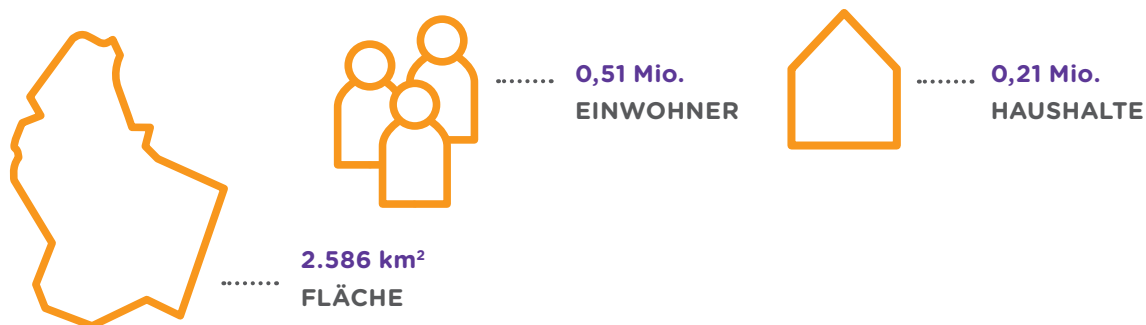 0,51 Mio.
EINWOHNER
0,21 Mio.
HAUSHALTE
2.586 km²
FLÄCHE